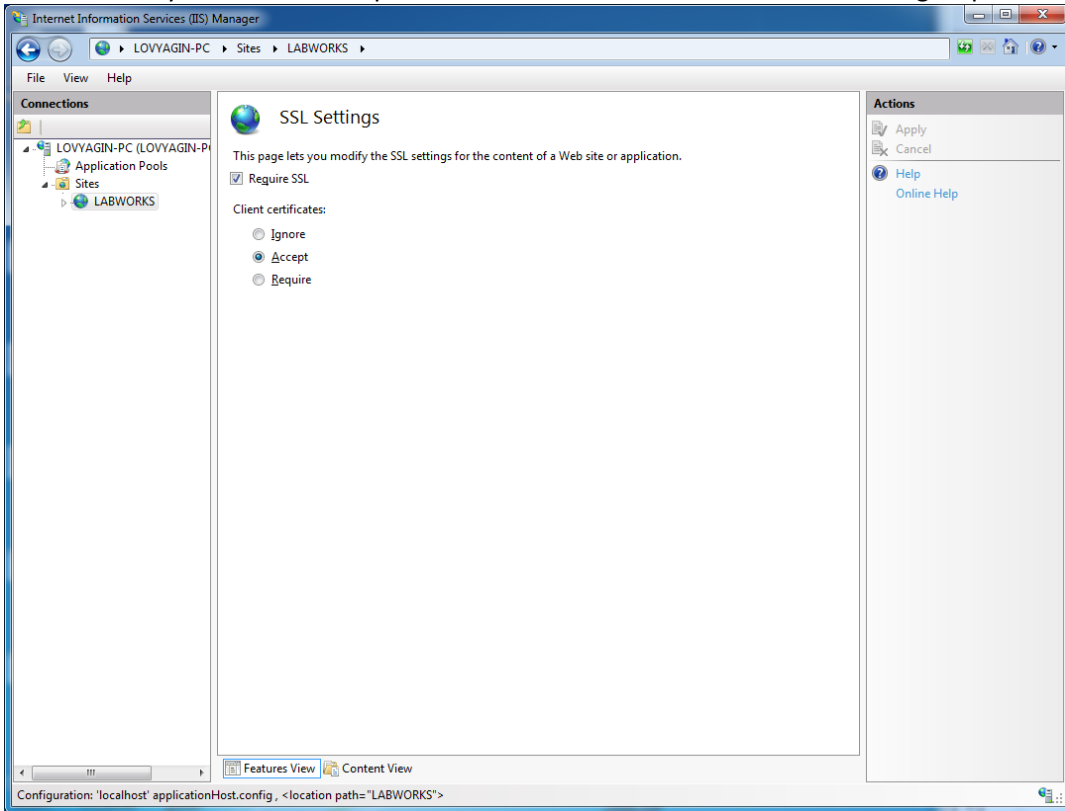 Internet Information Services (IIS) Manager
LOVYAGIN-PC ▸ Sites ▸ LABWORKS ▸
File View Help
Connections
LOVYAGIN-PC (LOVYAGIN-P
Application Pools
Sites
LABWORKS
SSL Settings
This page lets you modify the SSL settings for the content of a Web site or application.
Require SSL
Client certificates:
Ignore
Accept
Require
Features View Content View
Actions
Apply
Cancel
Help
Online Help
Configuration: 'localhost' applicationHost.config , <location path="LABWORKS">